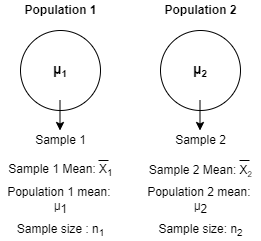 Population 1
Population 2
μ₁
μ₂
Sample 1
Sample 2
Sample 1 Mean: X̅₁
Sample 2 Mean: X̅₂
Population 1 mean:
μ1
Population 2 mean:
μ2
Sample size : n₁
Sample size: n₂